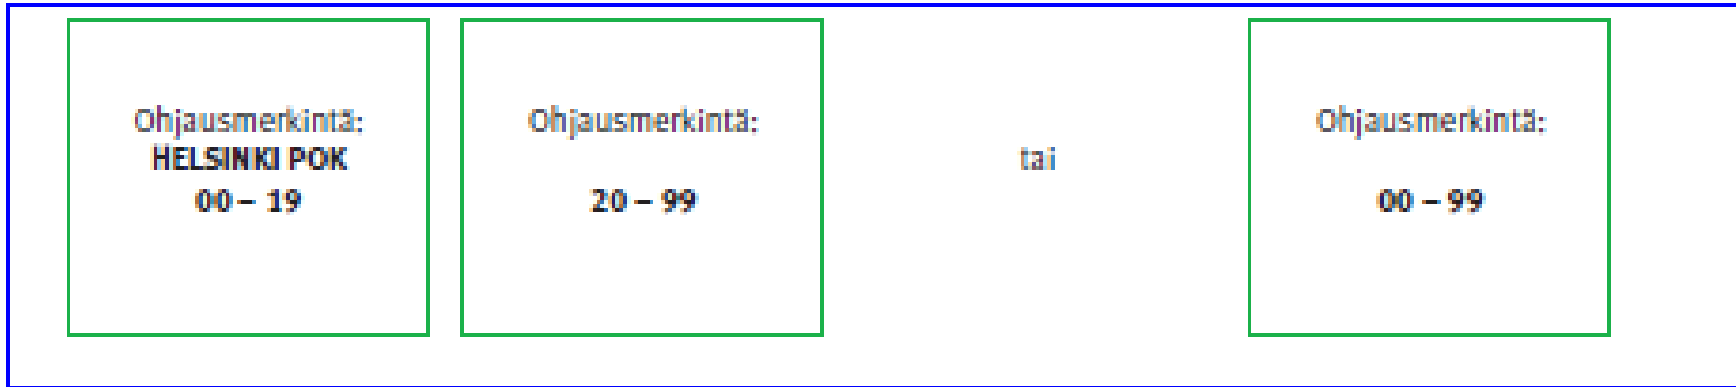 Ohjausmerkintä:
HELSINKI POK
00 – 19
Ohjausmerkintä:
20 – 99
tai
Ohjausmerkintä:
00 – 99